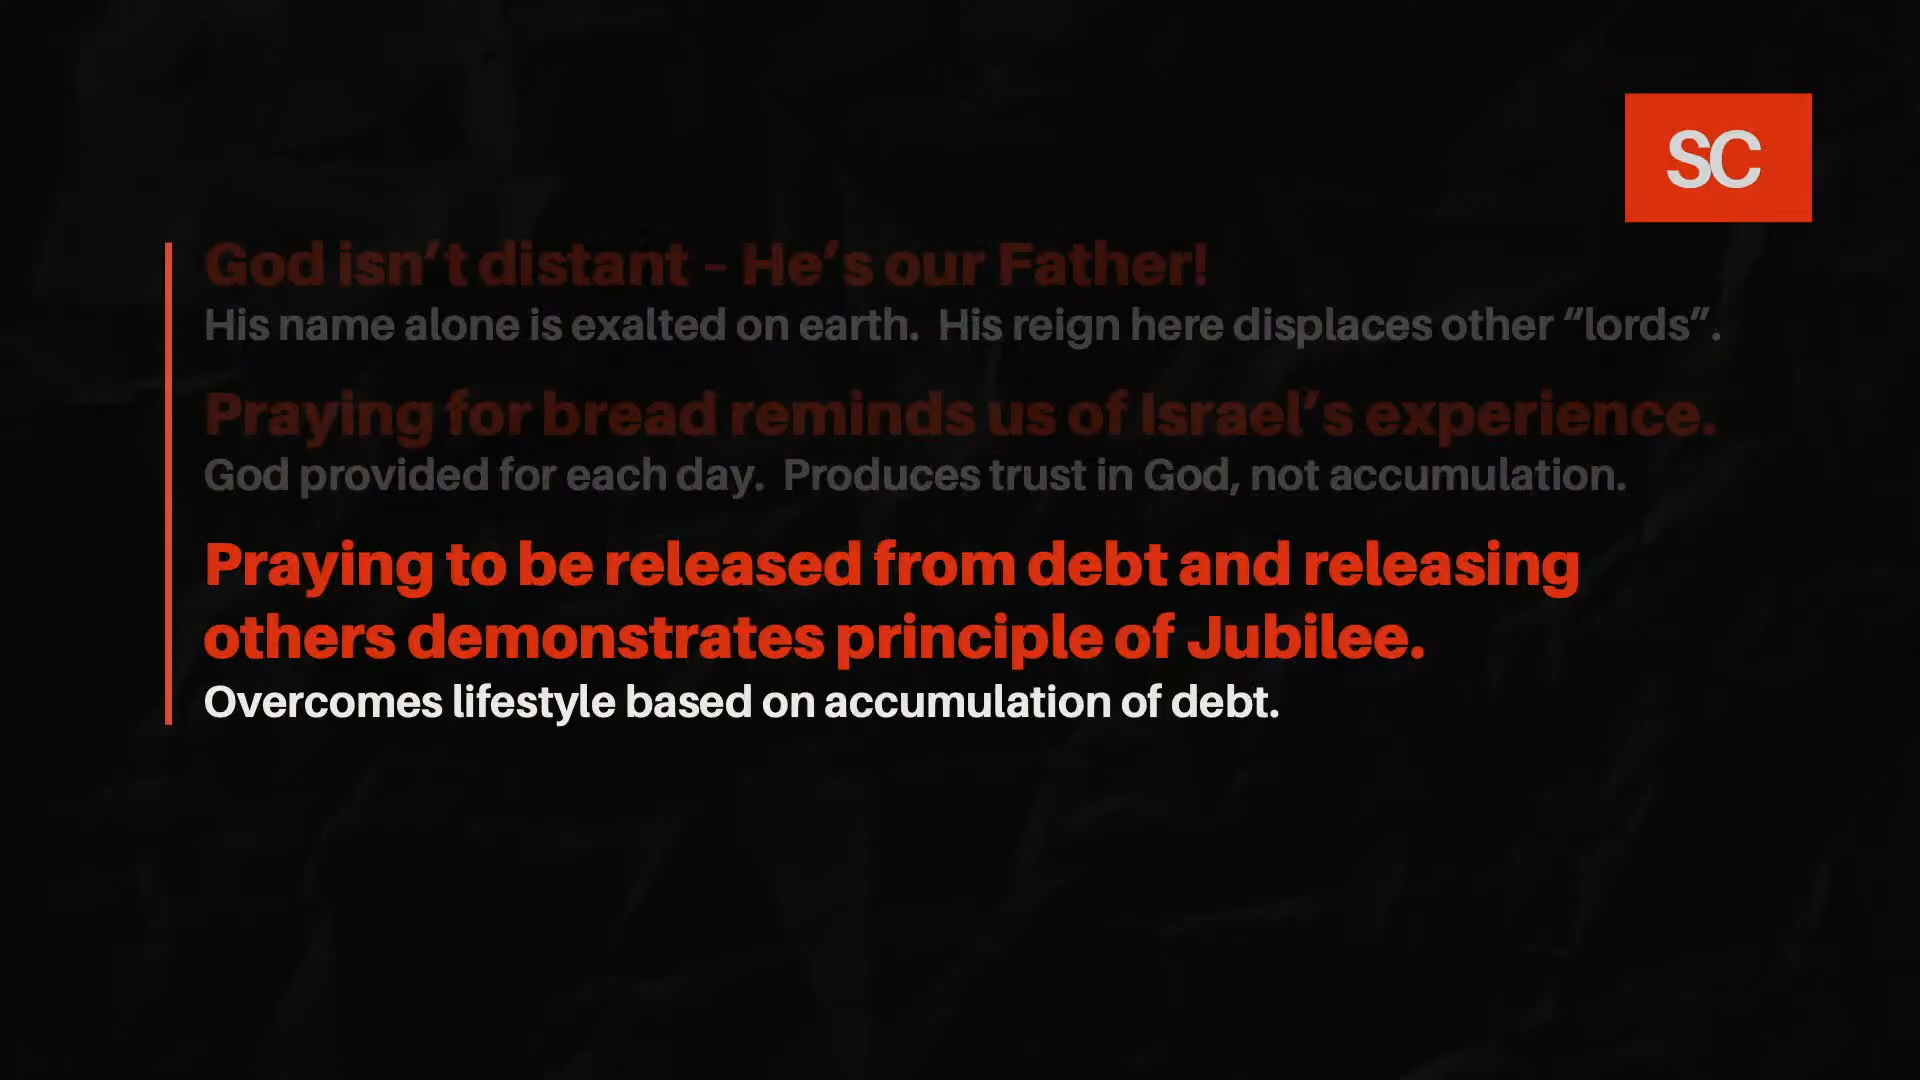 SC
God isn’t distant – He’s our Father!
His name alone is exalted on earth.  His reign here displaces other “lords”.
Praying for bread reminds us of Israel’s experience.
God provided for each day.  Produces trust in God, not accumulation.
Praying to be released from debt and releasing
others demonstrates principle of Jubilee.
Overcomes lifestyle based on accumulation of debt.